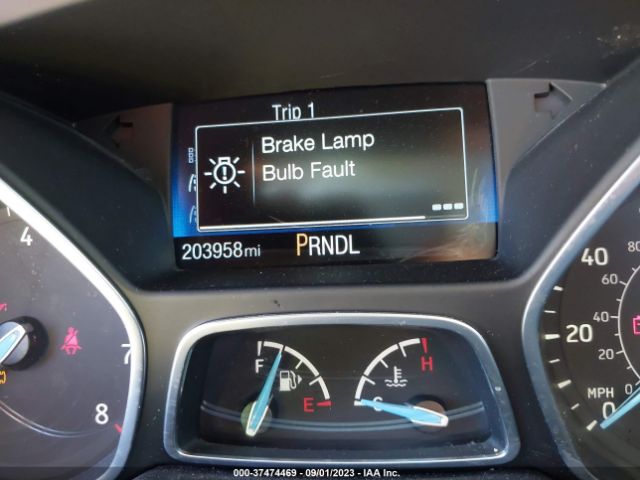 Trip 1
Brake Lamp
Bulb Fault
203958mi PRNDL
4
7
8
F
E
H
C
40
20
0
MPH
80
60
40
20
0
000-37474469 - 09/01/2023 - IAA Inc.